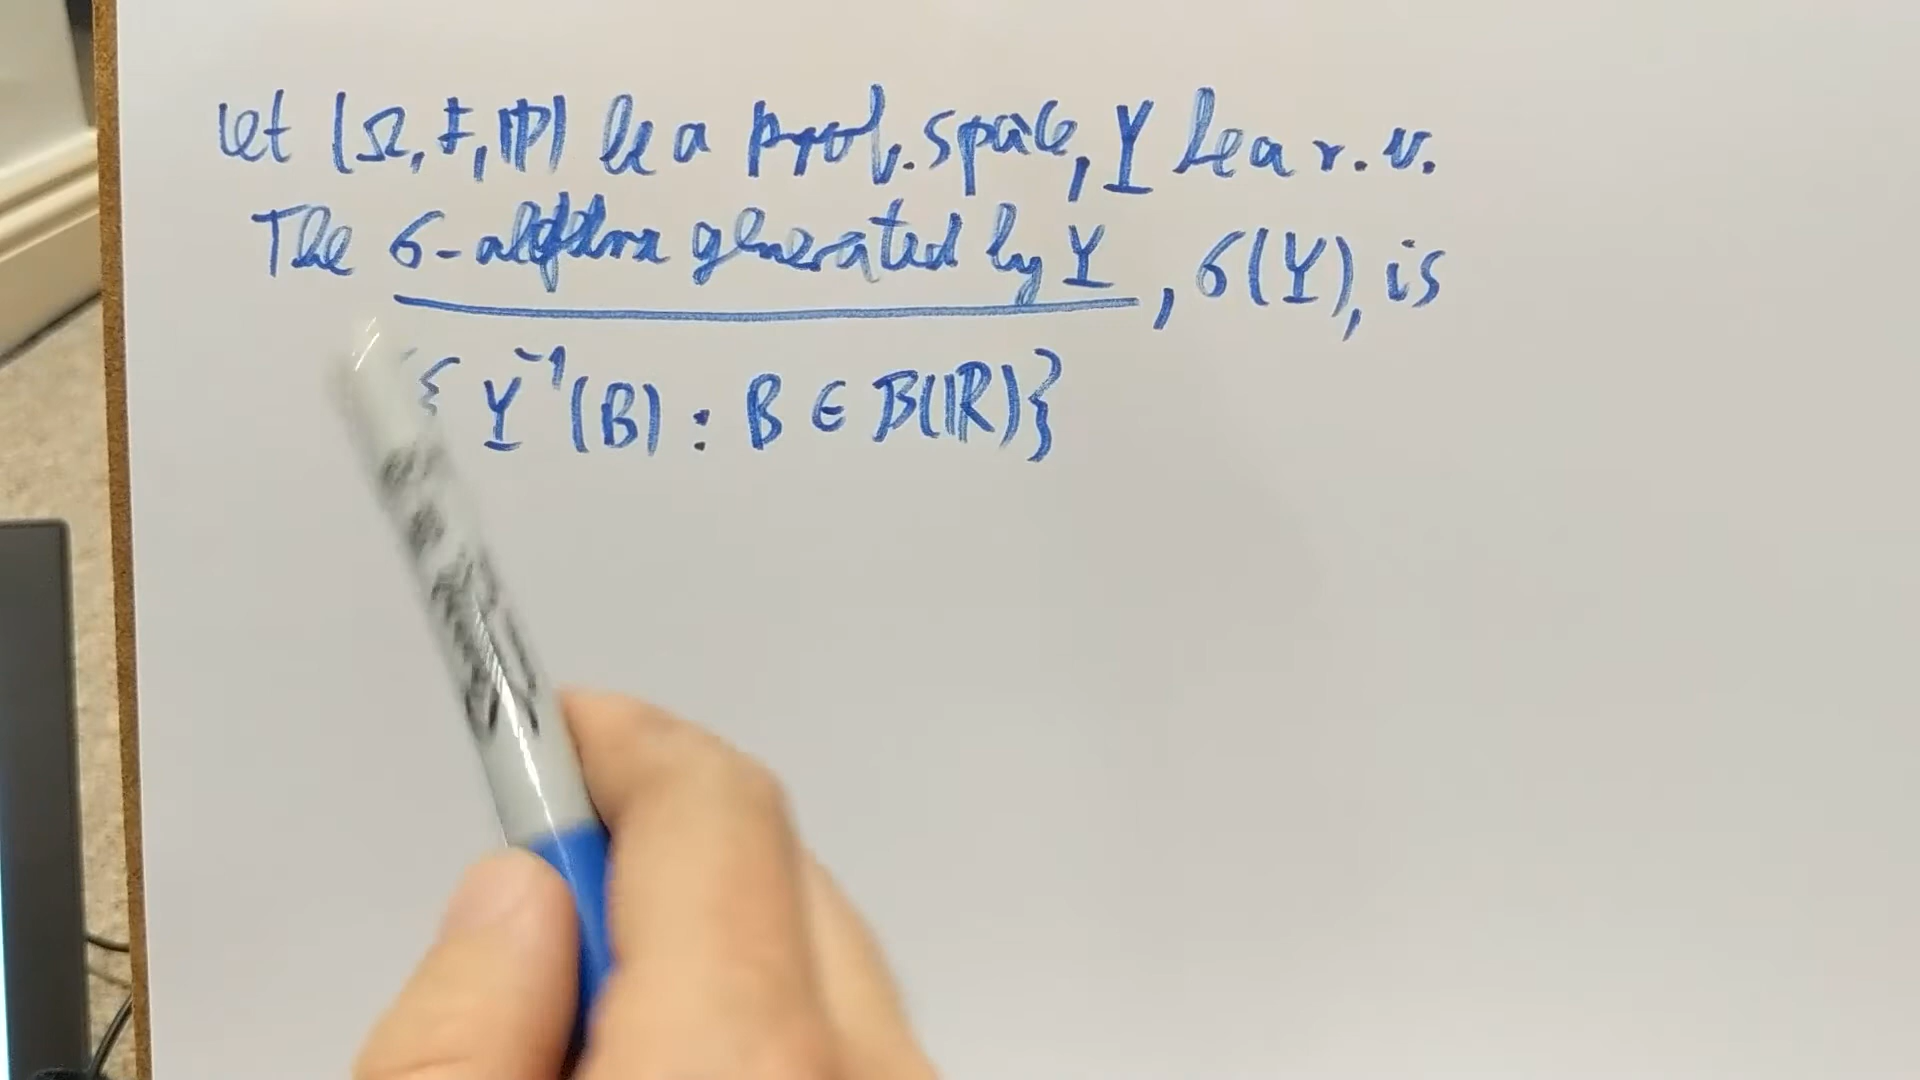 Let (Ω, F, ℙ) be a prob. space, Y be a r.v.
The σ-algebra generated by Y, σ(Y), is
{ Y⁻¹(B) : B ∈ B(ℝ)}